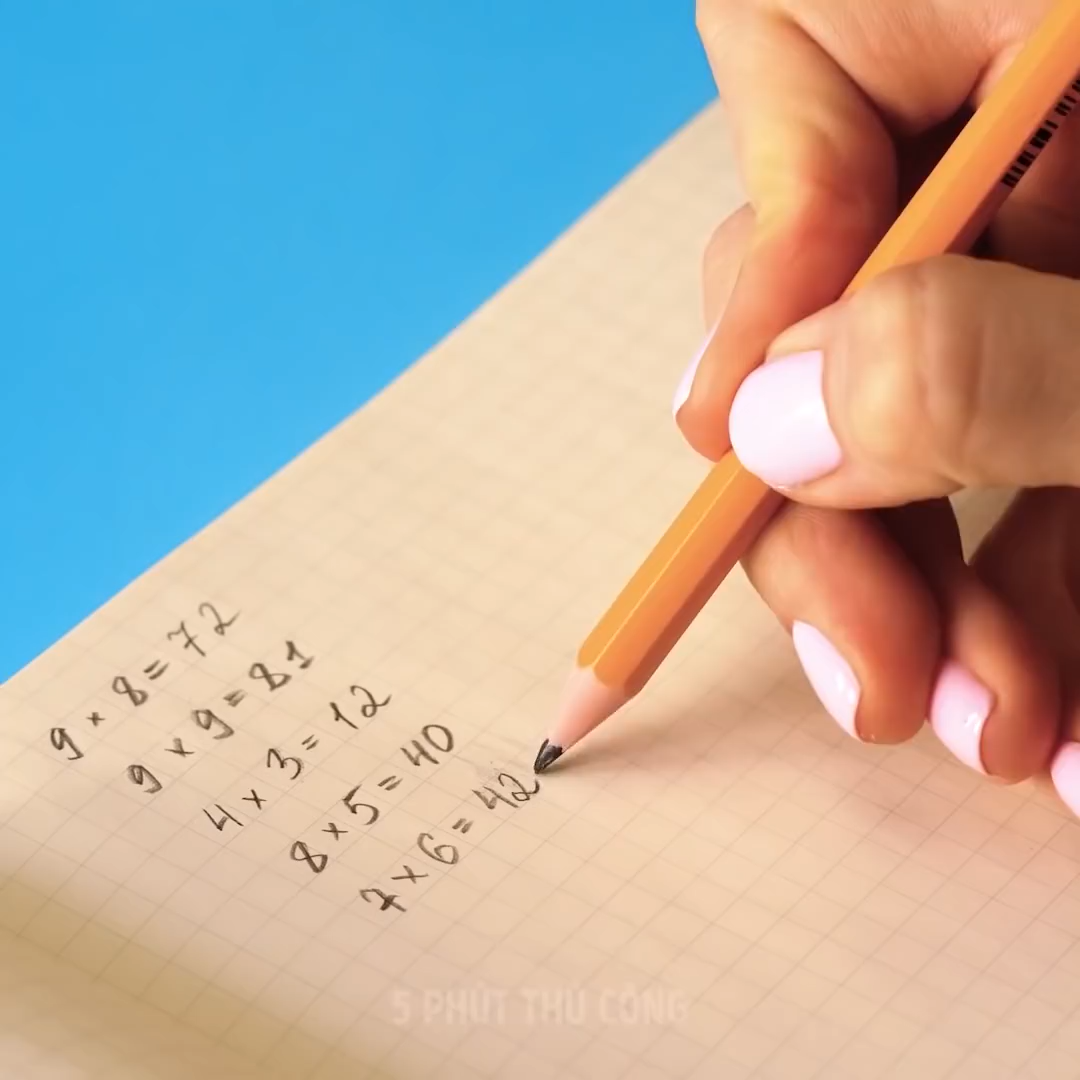 9 × 8 = 72
9 × 9 = 81
4 × 3 = 12
8 × 5 = 40
7 × 6 = 42
5 PHÚT THỦ CÔNG